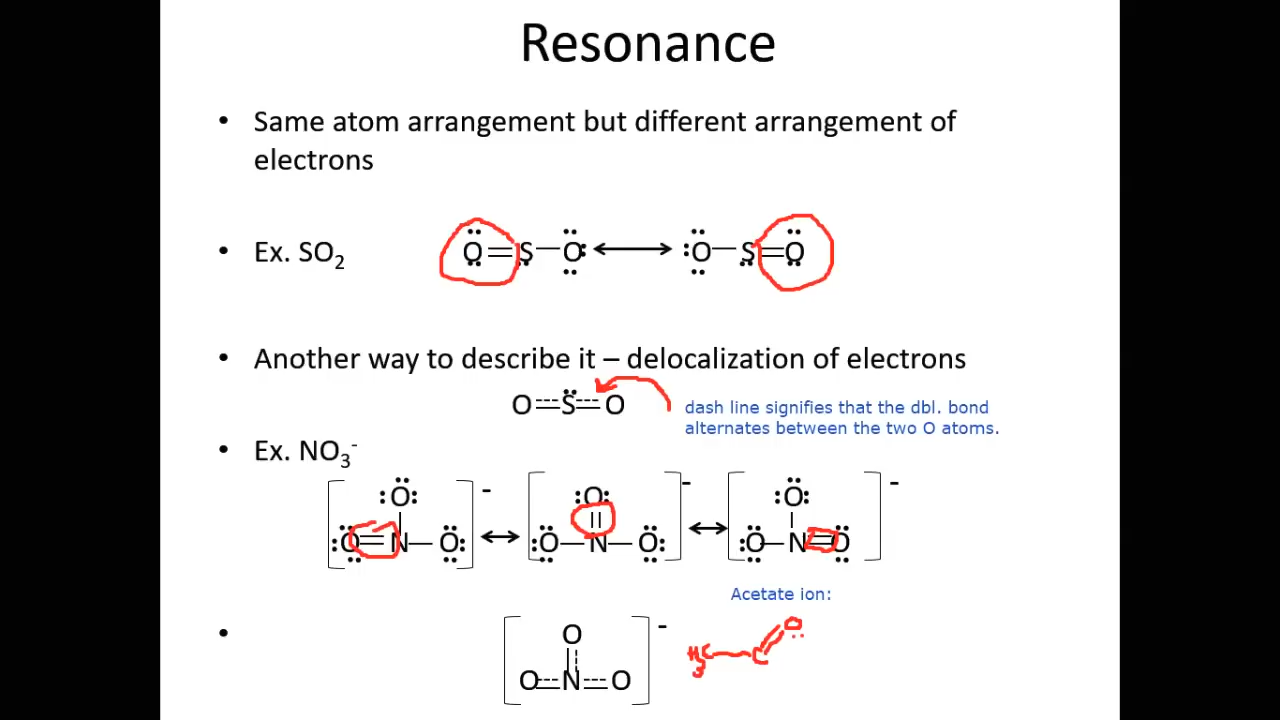 Resonance
• Same atom arrangement but different arrangement of
electrons
• Ex. SO₂ O S O O S O
• Another way to describe it – delocalization of electrons
O S O
dash line signifies that the dbl. bond
alternates between the two O atoms.
• Ex. NO₃⁻
O - O - O -
O N O O N O O N O
Acetate ion:
• O -
O N O
H₃C C O